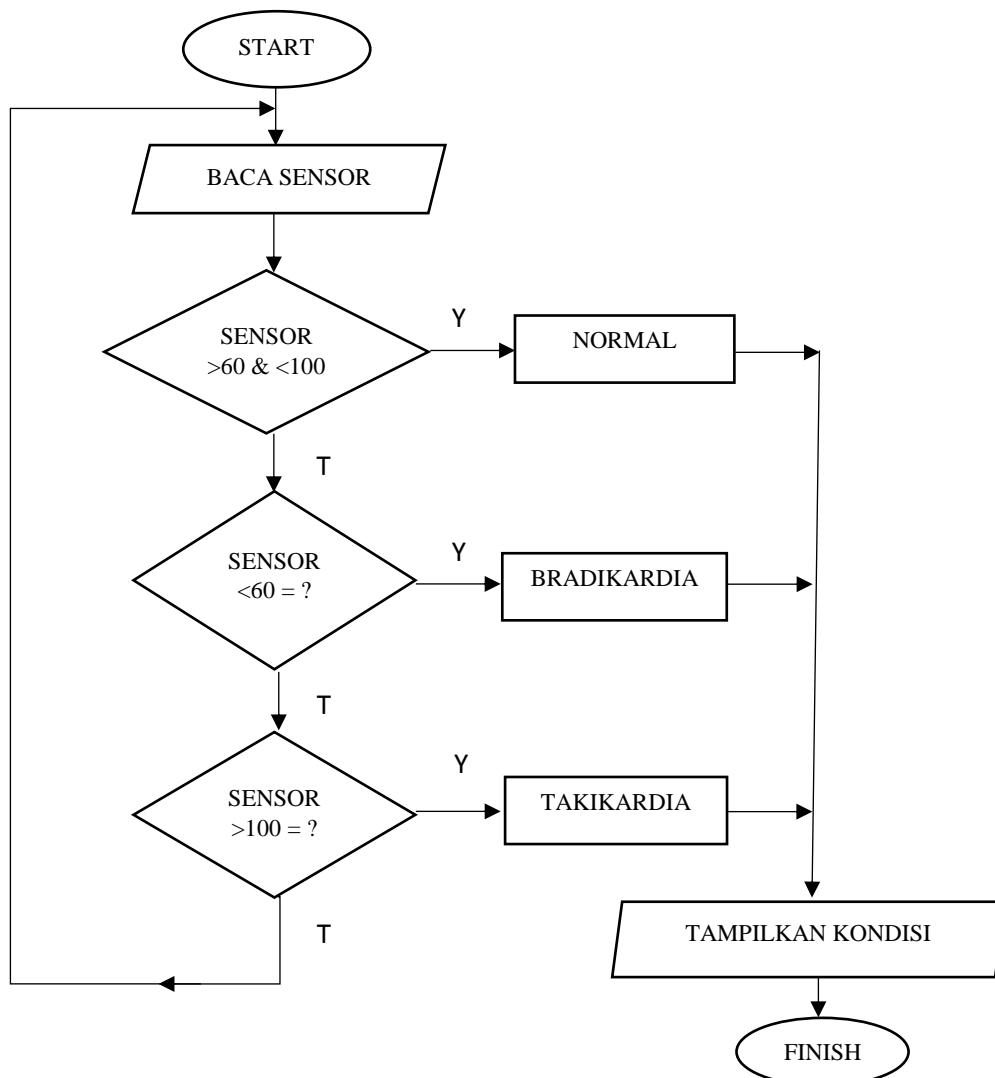 START
BACA SENSOR
SENSOR
>60 & <100
Y
NORMAL
T
SENSOR
<60 = ?
Y
BRADIKARDIA
T
SENSOR
>100 = ?
Y
TAKIKARDIA
T
TAMPILKAN KONDISI
FINISH